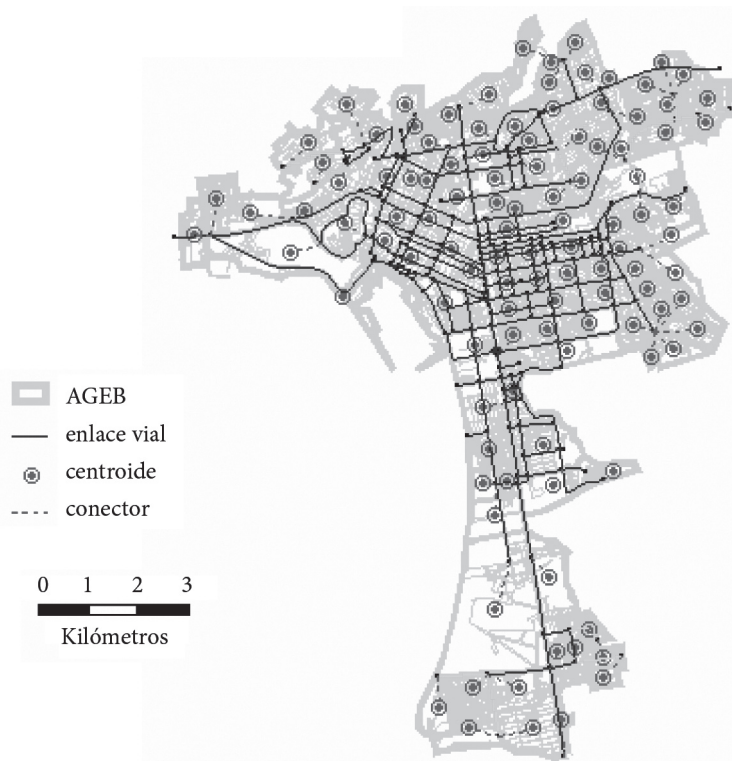 AGEB
enlace vial
centroide
conector
0 1 2 3
Kilómetros